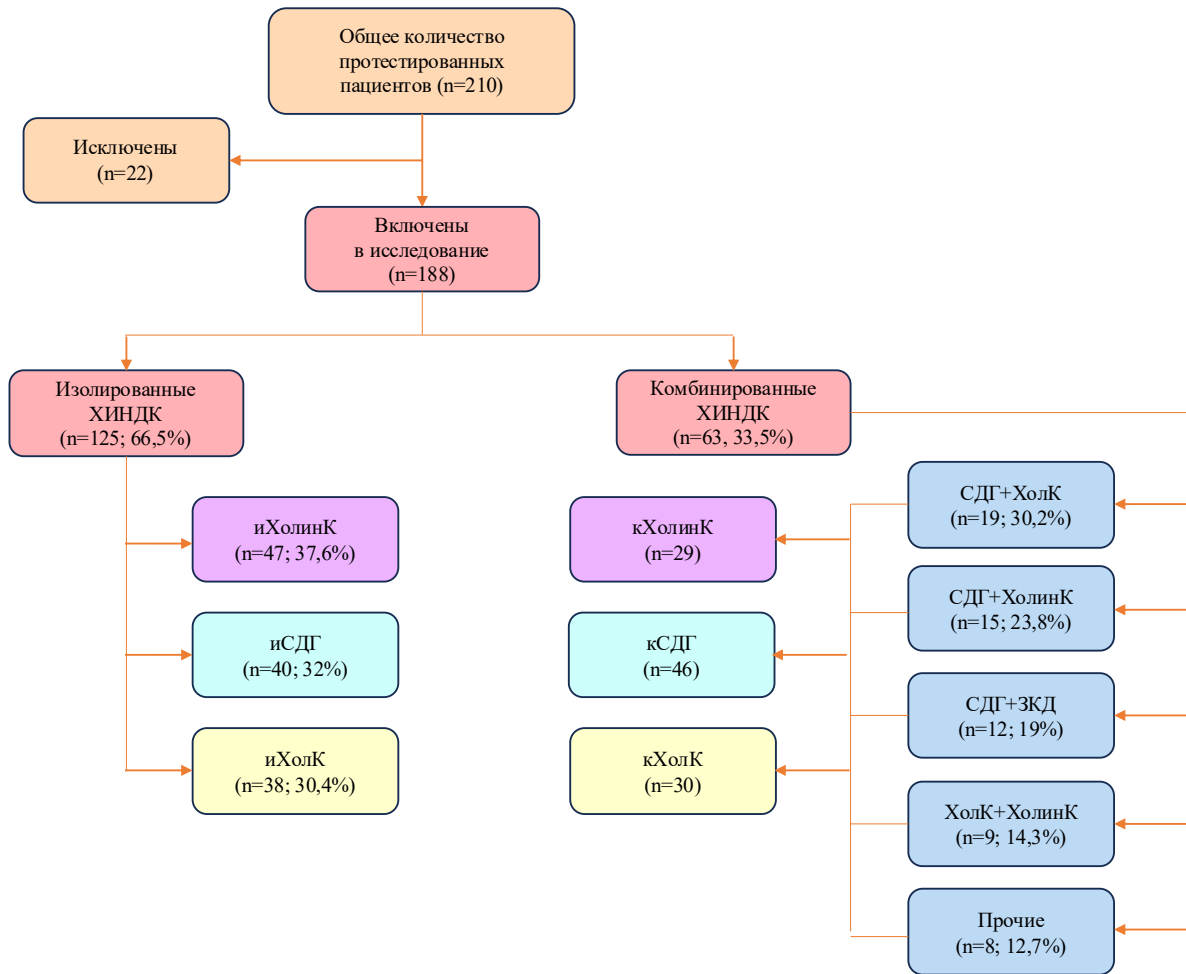 Общее количество
протестированных
пациентов (n=210)
Исключены
(n=22)
Включены
в исследование
(n=188)
Изолированные
ХИНДК
(n=125; 66,5%)
Комбинированные
ХИНДК
(n=63, 33,5%)
иХолинК
(n=47; 37,6%)
иСДГ
(n=40; 32%)
иХолК
(n=38; 30,4%)
кХолинК
(n=29)
кСДГ
(n=46)
кХолК
(n=30)
СДГ+ХолК
(n=19; 30,2%)
СДГ+ХолинК
(n=15; 23,8%)
СДГ+ЗКД
(n=12; 19%)
ХолК+ХолинК
(n=9; 14,3%)
Прочие
(n=8; 12,7%)